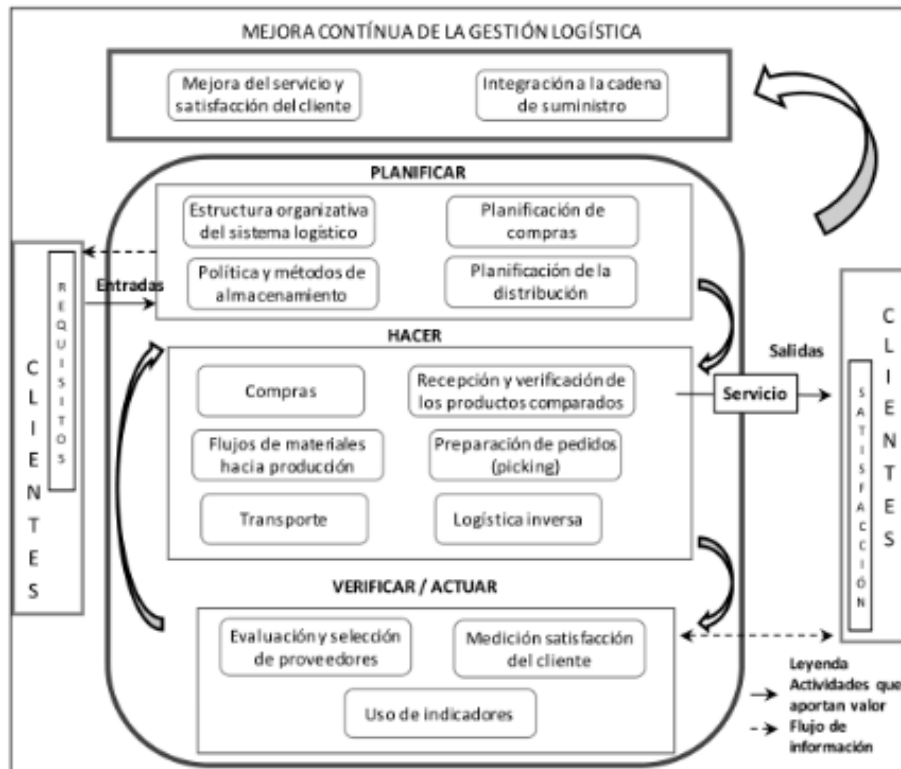 MEJORA CONTÍNUA DE LA GESTIÓN LOGÍSTICA
Mejora del servicio y
satisfacción del cliente
Integración a la cadena
de suministro
PLANIFICAR
Estructura organizativa
del sistema logístico
Planificación de
compras
Política y métodos de
almacenamiento
Planificación de la
distribución
CLIENTES
REQUISITOS
Entradas
HACER
Compras
Recepción y verificación de
los productos comparados
Flujos de materiales
hacia producción
Preparación de pedidos
(picking)
Transporte
Logística inversa
Salidas
Servicio
CLIENTES
SATISFACCIÓN
VERIFICAR / ACTUAR
Evaluación y selección
de proveedores
Medición satisfacción
del cliente
Uso de indicadores
Leyenda
Actividades que
aportan valor
Flujo de
información